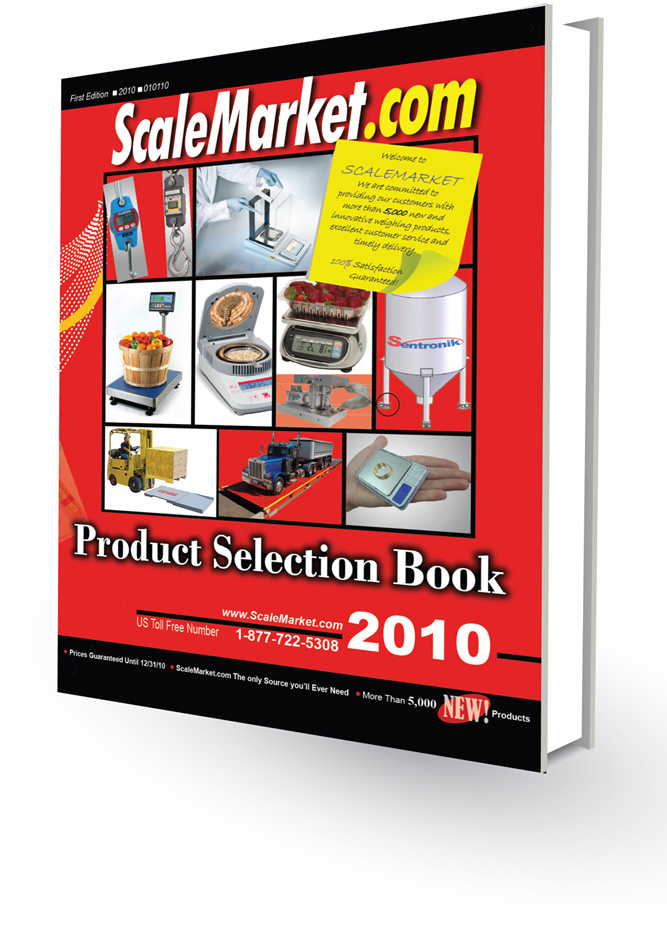 First Edition ■ 2010 ■ 010110
ScaleMarket.com
Welcome to
SCALEMARKET
We are committed to
providing our customers with
more than 5,000 new and
innovative weighing products,
excellent customer service and
timely delivery
100% Satisfaction
Guaranteed!
Sentronik
Product Selection Book
www.ScaleMarket.com
US Toll Free Number 1-877-722-5308
2010
• Prices Guaranteed Until 12/31/10 • ScaleMarket.com The only Source you'll Ever Need • More Than 5,000 NEW! Products